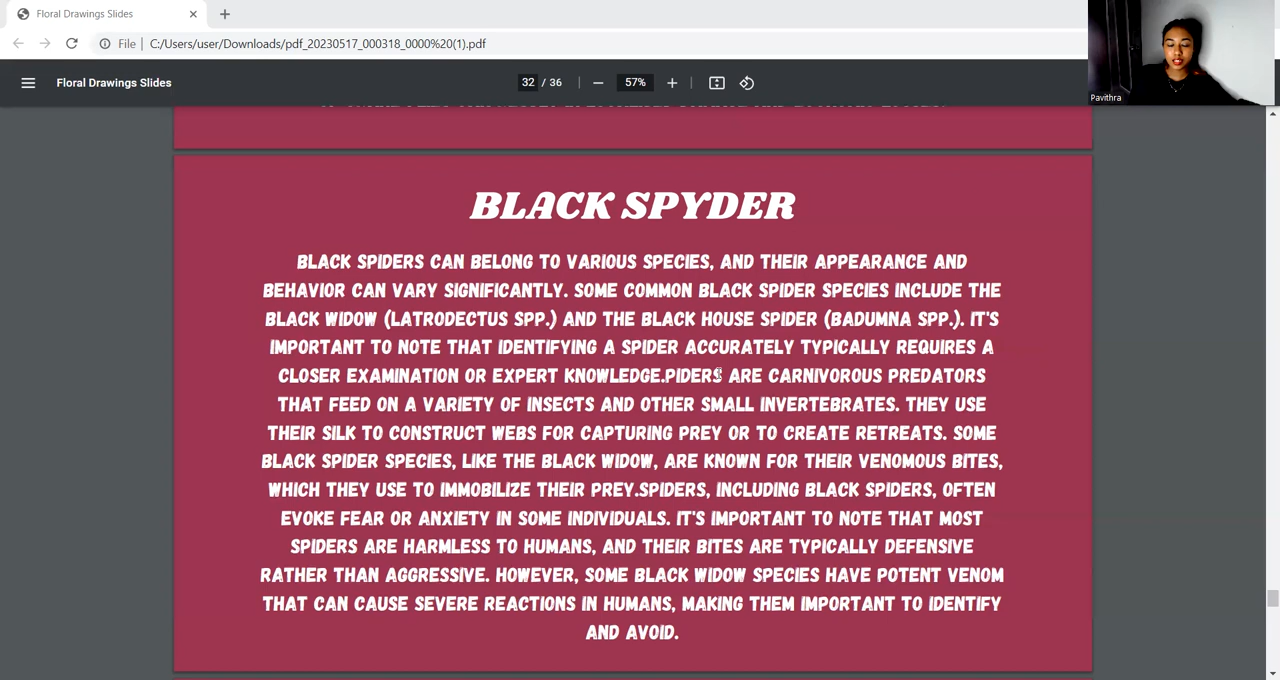 Floral Drawings Slides
File
C:/Users/user/Downloads/pdf_20230517_000318_0000%20(1).pdf
Floral Drawings Slides
32 / 36
57%
Pavithra
BLACK SPYDER
BLACK SPIDERS CAN BELONG TO VARIOUS SPECIES, AND THEIR APPEARANCE AND
BEHAVIOR CAN VARY SIGNIFICANTLY. SOME COMMON BLACK SPIDER SPECIES INCLUDE THE
BLACK WIDOW (LATRODECTUS SPP.) AND THE BLACK HOUSE SPIDER (BADUMNA SPP.). IT'S
IMPORTANT TO NOTE THAT IDENTIFYING A SPIDER ACCURATELY TYPICALLY REQUIRES A
CLOSER EXAMINATION OR EXPERT KNOWLEDGE.PIDERS ARE CARNIVOROUS PREDATORS
THAT FEED ON A VARIETY OF INSECTS AND OTHER SMALL INVERTEBRATES. THEY USE
THEIR SILK TO CONSTRUCT WEBS FOR CAPTURING PREY OR TO CREATE RETREATS. SOME
BLACK SPIDER SPECIES, LIKE THE BLACK WIDOW, ARE KNOWN FOR THEIR VENOMOUS BITES,
WHICH THEY USE TO IMMOBILIZE THEIR PREY.SPIDERS, INCLUDING BLACK SPIDERS, OFTEN
EVOKE FEAR OR ANXIETY IN SOME INDIVIDUALS. IT'S IMPORTANT TO NOTE THAT MOST
SPIDERS ARE HARMLESS TO HUMANS, AND THEIR BITES ARE TYPICALLY DEFENSIVE
RATHER THAN AGGRESSIVE. HOWEVER, SOME BLACK WIDOW SPECIES HAVE POTENT VENOM
THAT CAN CAUSE SEVERE REACTIONS IN HUMANS, MAKING THEM IMPORTANT TO IDENTIFY
AND AVOID.